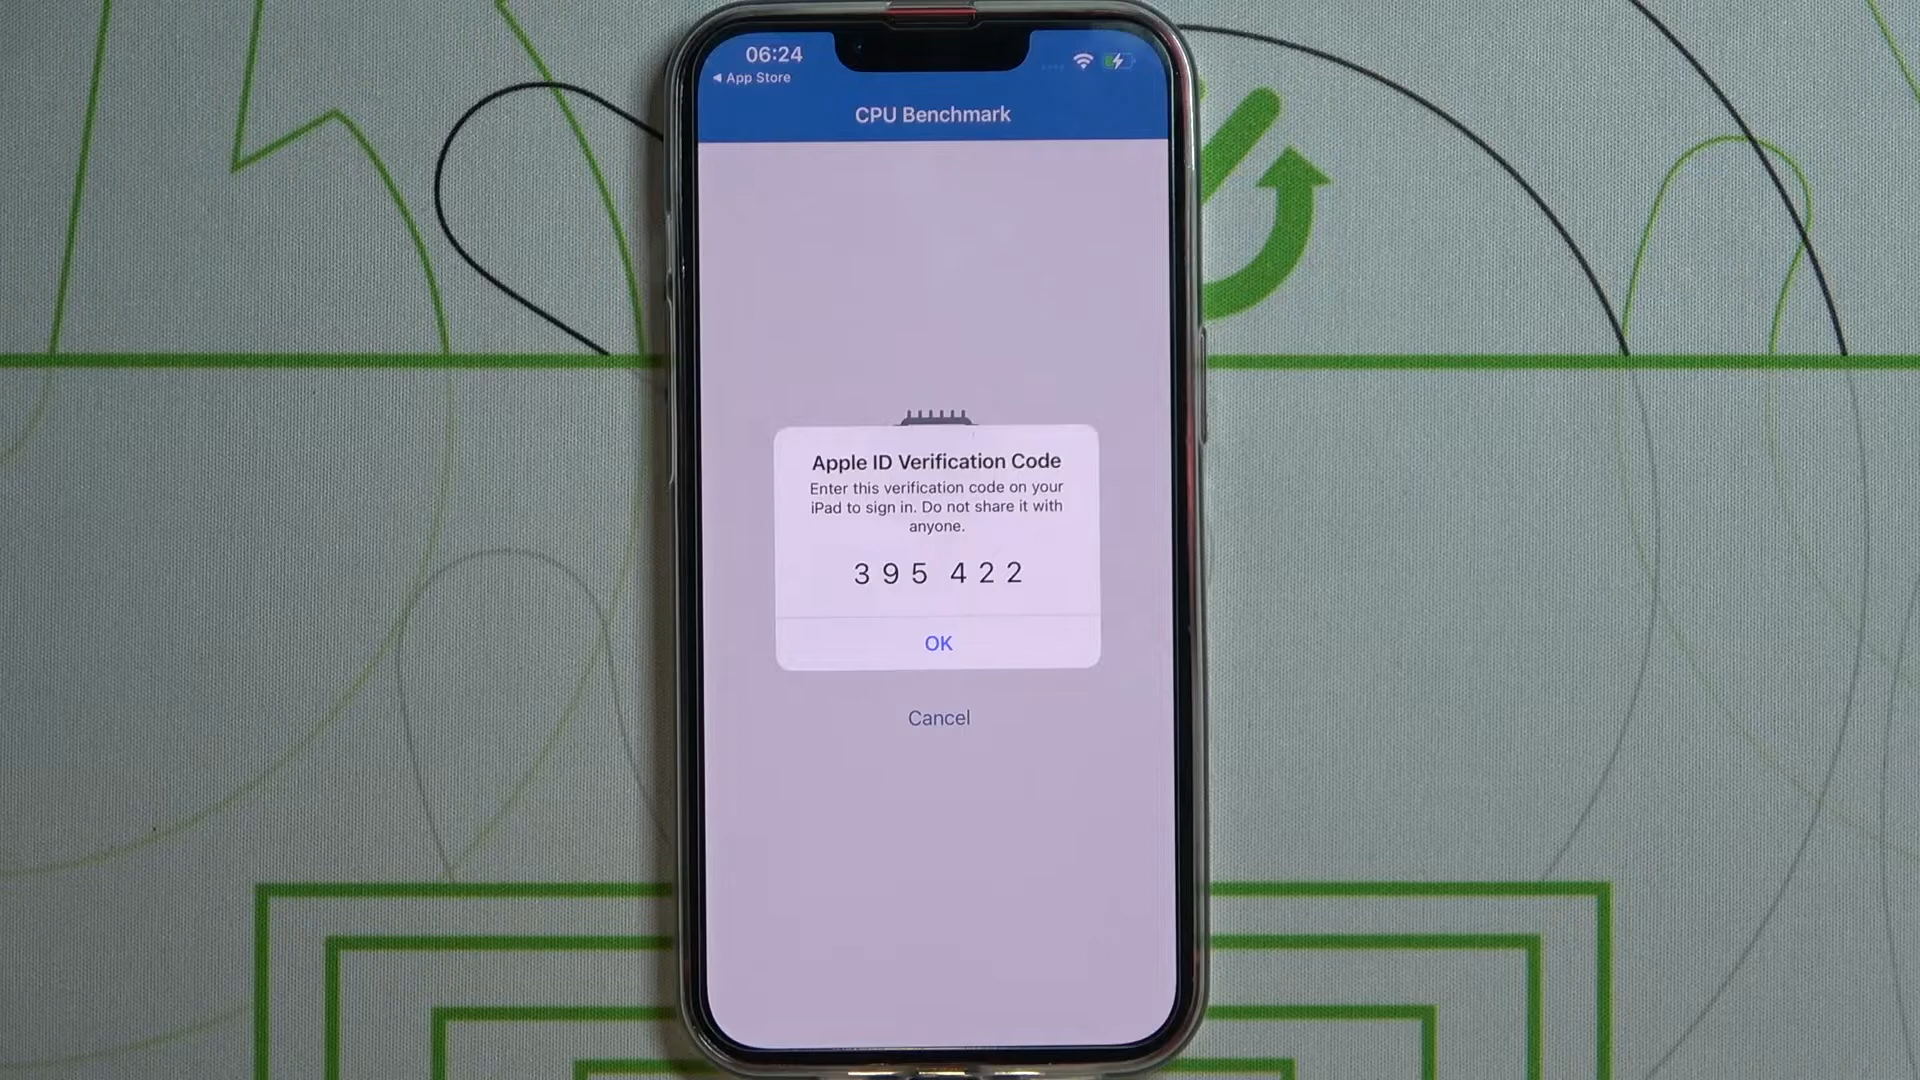 06:24
◀ App Store
CPU Benchmark
Apple ID Verification Code
Enter this verification code on your
iPad to sign in. Do not share it with
anyone.
395 422
OK
Cancel